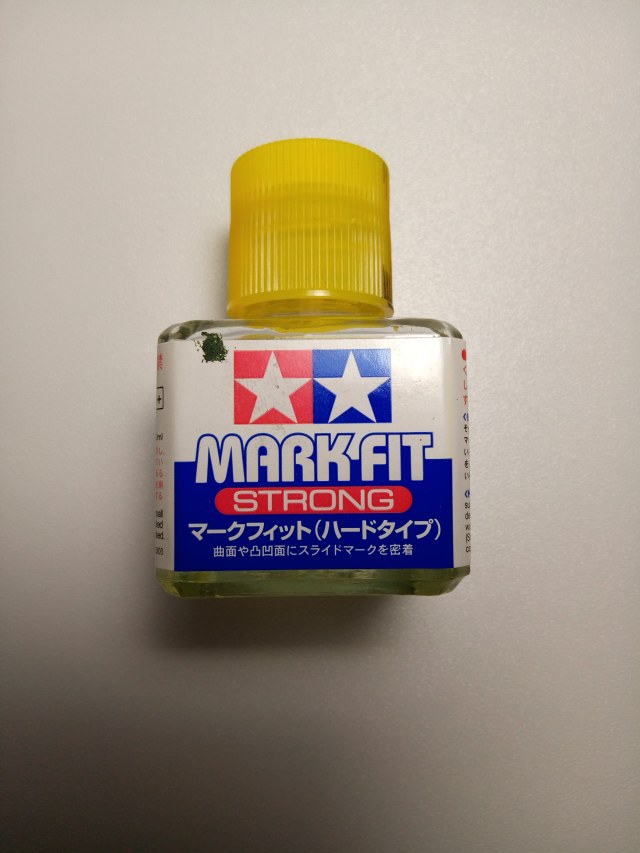 MARK FIT
STRONG
マークフィット(ハードタイプ)
曲面や凸凹面にスライドマークを密着